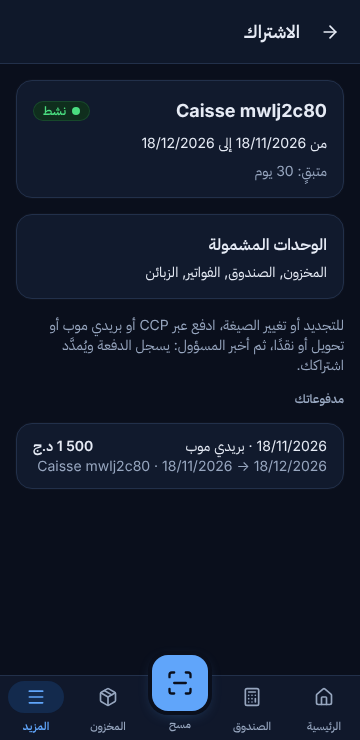 الاشتراك
Caisse mwlj2c80
نشط
من 18/11/2026 إلى 18/12/2026
متبقٍ: 30 يوم
الوحدات المشمولة
المخزون, الصندوق, الفواتير, الزبائن
للتجديد أو تغيير الصيغة، ادفع عبر CCP أو بريدي موب أو
تحويل أو نقدًا، ثم أخبر المسؤول: يسجل الدفعة ويُمدَّد
اشتراكك.
مدفوعاتك
18/11/2026 · بريدي موب
1 500 د.ج
Caisse mwlj2c80 · 18/11/2026 → 18/12/2026
الرئيسية
الصندوق
مسح
المخزون
المزيد